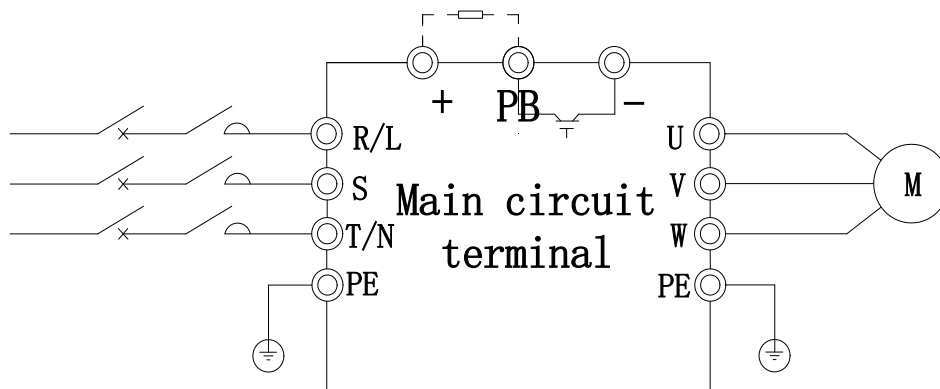 + PB -
R/L U
S V M
Main circuit
T/N W
terminal
PE PE